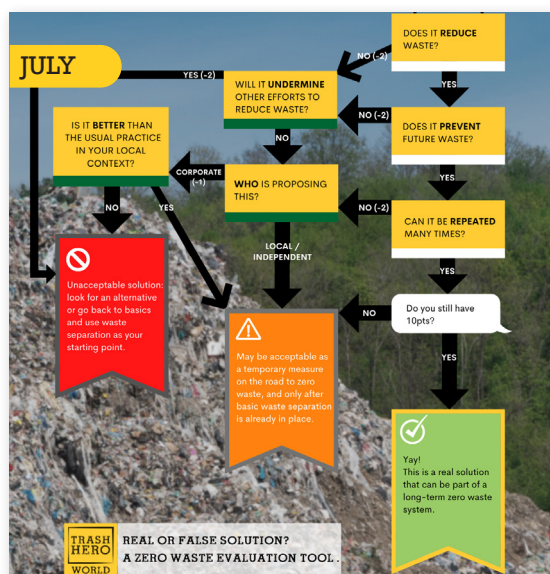 DOES IT REDUCE
WASTE?
JULY
NO (-2)
YES (-2)
WILL IT UNDERMINE
OTHER EFFORTS TO
REDUCE WASTE?
YES
IS IT BETTER THAN
THE USUAL PRACTICE
IN YOUR LOCAL
CONTEXT?
NO (-2)
DOES IT PREVENT
FUTURE WASTE?
NO
CORPORATE
(-1)
WHO IS PROPOSING
THIS?
YES
NO
YES
NO (-2)
CAN IT BE REPEATED
MANY TIMES?
LOCAL /
INDEPENDENT
YES
Unacceptable solution:
look for an alternative
or go back to basics
and use waste
separation as your
starting point.
NO
Do you still have
10pts?
May be acceptable as
a temporary measure
on the road to zero
waste, and only after
basic waste separation
is already in place.
YES
Yay!
This is a real solution
that can be part of a
long-term zero waste
system.
TRASH
HERO
WORLD
REAL OR FALSE SOLUTION?
A ZERO WASTE EVALUATION TOOL.